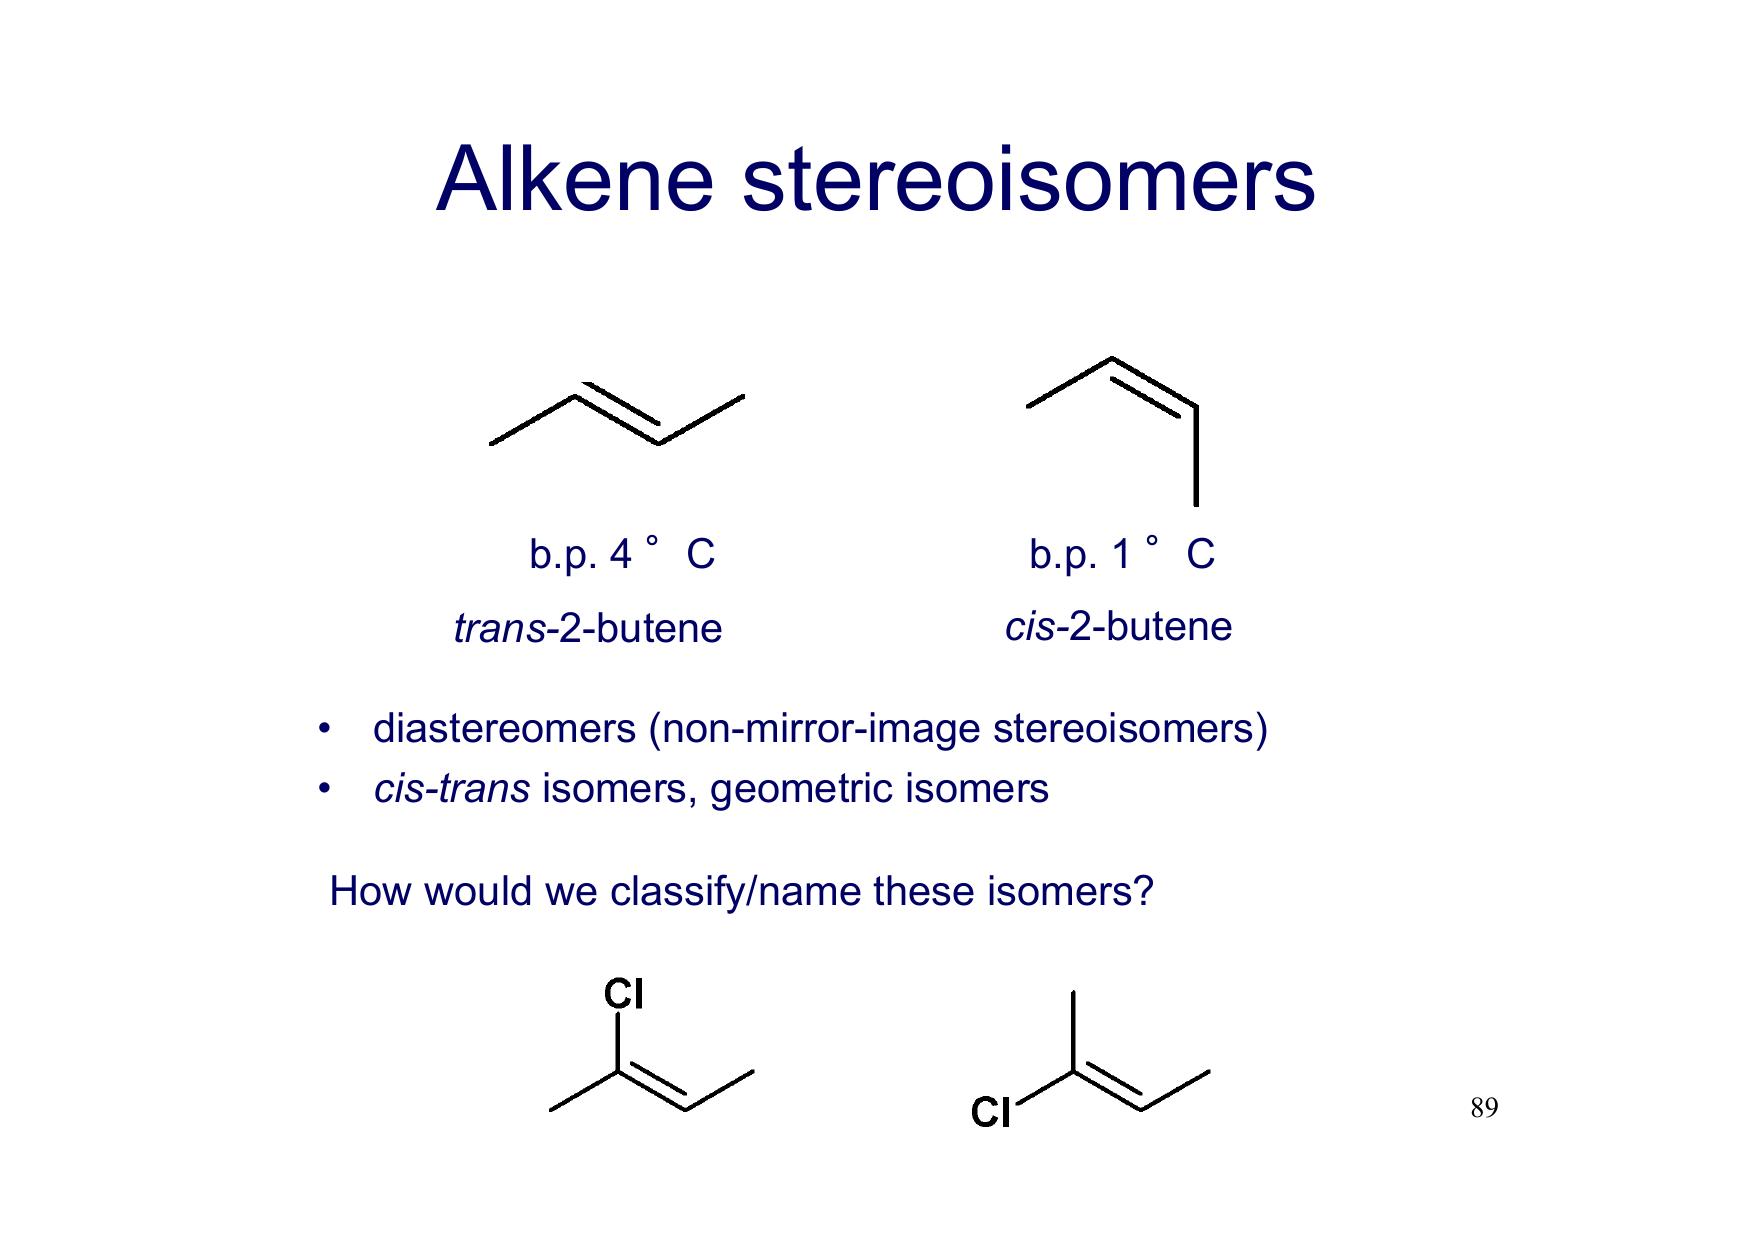 Alkene stereoisomers
b.p. 4 °C
b.p. 1 °C
trans-2-butene
cis-2-butene
• diastereomers (non-mirror-image stereoisomers)
• cis-trans isomers, geometric isomers
How would we classify/name these isomers?
Cl
Cl
89